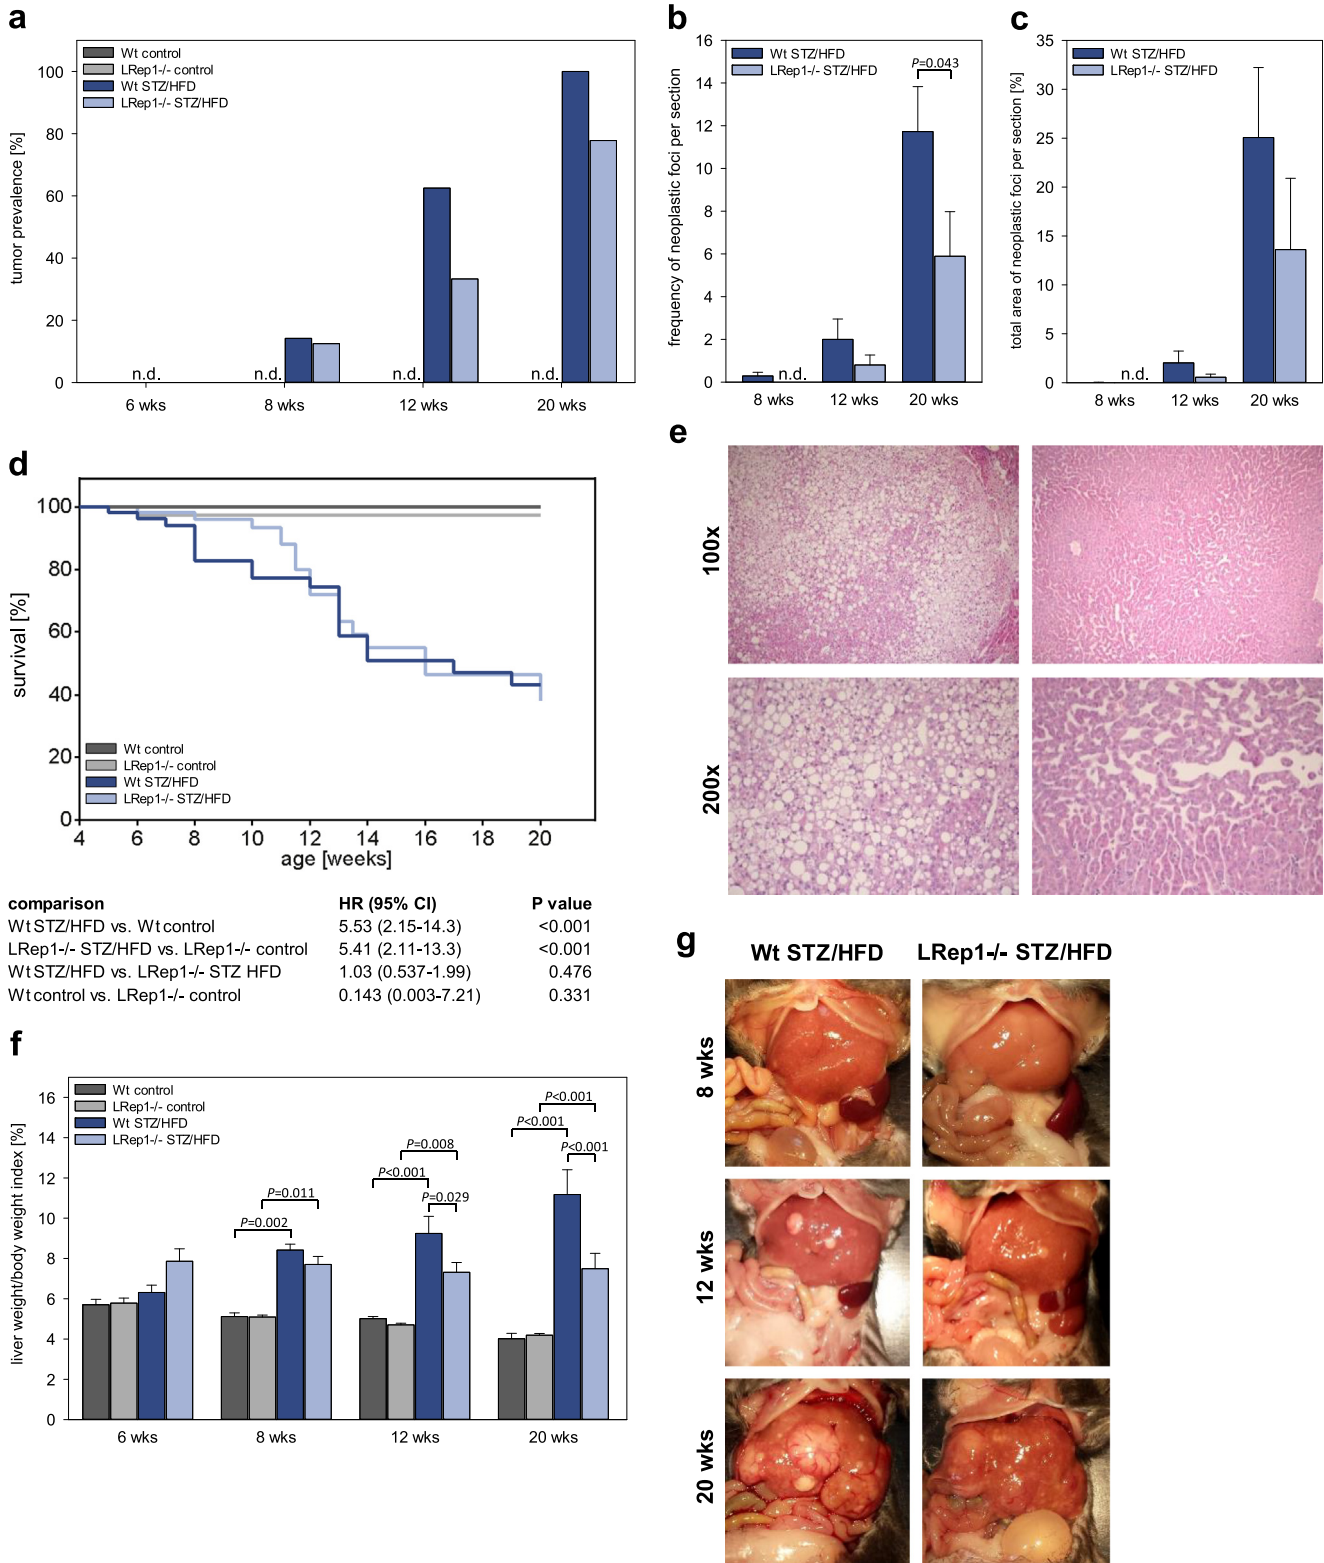 a
Wt control
LRep1-/- control
Wt STZ/HFD
LRep1-/- STZ/HFD
tumor prevalence [%]
100
80
60
40
20
0
n.d.
n.d.
n.d.
n.d.
6 wks
8 wks
12 wks
20 wks
b
Wt STZ/HFD
LRep1-/- STZ/HFD
P=0.043
frequency of neoplastic foci per section
16
14
12
10
8
6
4
2
0
n.d.
8 wks
12 wks
20 wks
c
Wt STZ/HFD
LRep1-/- STZ/HFD
total area of neoplastic foci per section [%]
35
30
25
20
15
10
5
0
n.d.
8 wks
12 wks
20 wks
d
survival [%]
100
80
60
40
20
0
Wt control
LRep1-/- control
Wt STZ/HFD
LRep1-/- STZ/HFD
4 6 8 10 12 14 16 18 20
age [weeks]
comparison HR (95% CI) P value
Wt STZ/HFD vs. Wt control 5.53 (2.15-14.3) <0.001
LRep1-/- STZ/HFD vs. LRep1-/- control 5.41 (2.11-13.3) <0.001
Wt STZ/HFD vs. LRep1-/- STZ HFD 1.03 (0.537-1.99) 0.476
Wt control vs. LRep1-/- control 0.143 (0.003-7.21) 0.331
e
100x
200x
f
Wt control
LRep1-/- control
Wt STZ/HFD
LRep1-/- STZ/HFD
liver weight/body weight index [%]
16
14
12
10
8
6
4
2
0
P=0.011
P=0.002
P=0.008
P<0.001
P=0.029
P<0.001
P<0.001
P<0.001
6 wks
8 wks
12 wks
20 wks
g
Wt STZ/HFD LRep1-/- STZ/HFD
8 wks
12 wks
20 wks